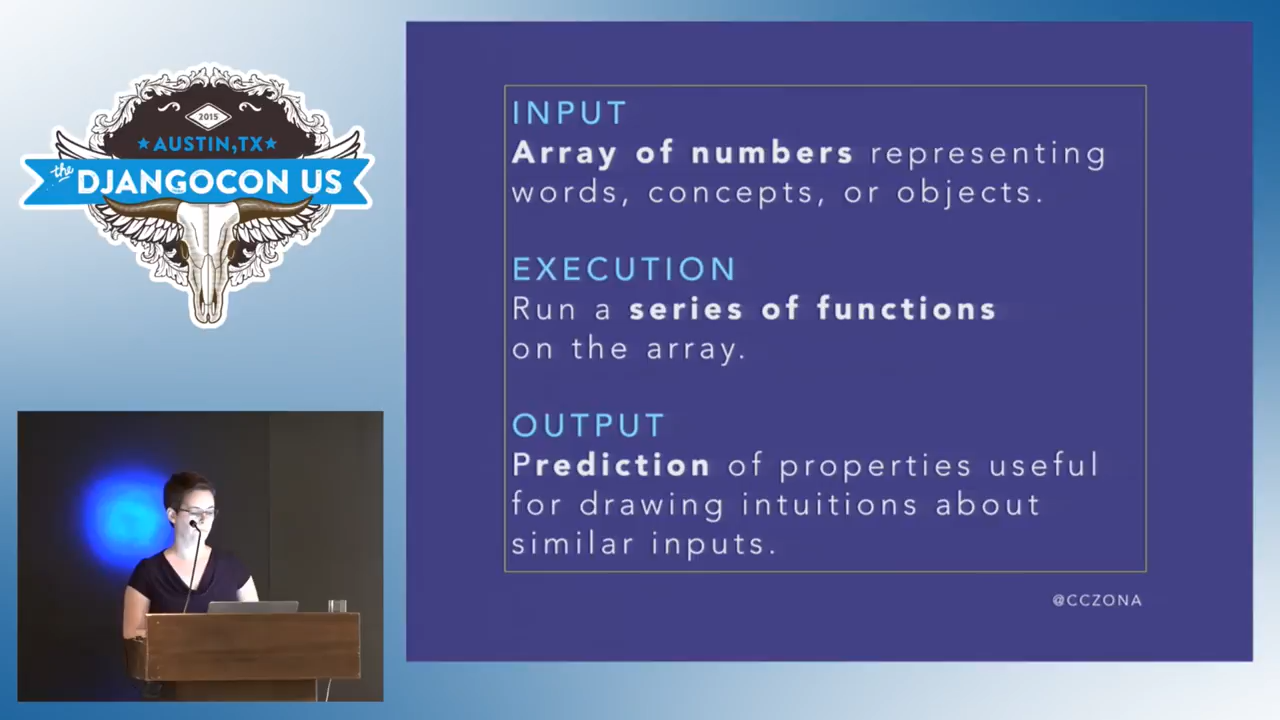 2015
AUSTIN, TX
the
DJANGOCON US
INPUT
Array of numbers representing
words, concepts, or objects.
EXECUTION
Run a series of functions
on the array.
OUTPUT
Prediction of properties useful
for drawing intuitions about
similar inputs.
@CCZONA